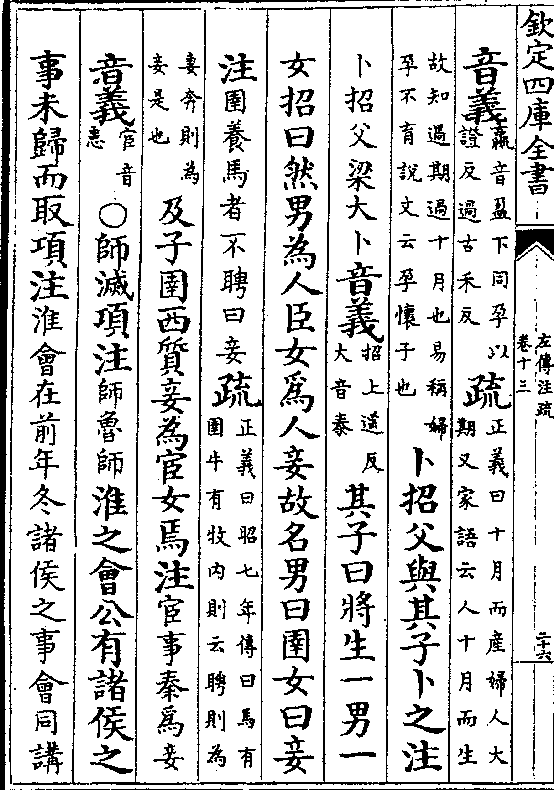 欽定四庫全書
左傳注疏
卷十三
二十六
音義
嬴音盈下同孕以
證反過古禾反
疏
正義曰十月而産婦人大
期又家語云人十月而生
故知過期過十月也易稱婦
孕不育説文云孕懷子也
卜招父與其子卜之注
卜招父梁大卜音義
招上遥反
大音泰
其子曰將生一男一
女招曰然男為人臣女爲人妾故名男曰圉女曰妾
注圉養馬者不聘曰妾疏
正義曰昭七年傳曰馬有
圉牛有牧内則云聘則為
妻奔則為
妾是也
及子圉西質妾為宦女焉注宦事秦為妾
音義
宦音
患
○師滅項注師魯師淮之會公有諸侯之
事未歸而取項注淮會在前年冬諸侯之事會同講